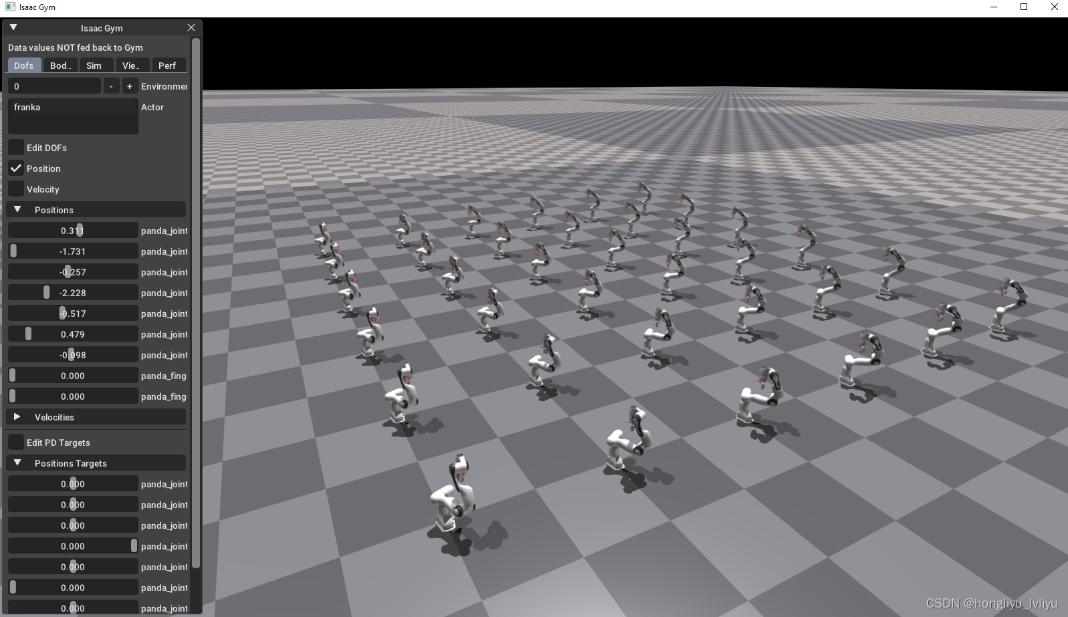 Isaac Gym
Isaac Gym
Data values NOT fed back to Gym
Dofs Bod.. Sim Vie.. Perf
0 - + Environmen
franka Actor
Edit DOFs
Position
Velocity
Positions
0.311 panda_joint
-1.731 panda_joint
-0.257 panda_joint
-2.228 panda_joint
-0.517 panda_joint
0.479 panda_joint
-0.098 panda_joint
0.000 panda_fing
0.000 panda_fing
Velocities
Edit PD Targets
Positions Targets
0.000 panda_joint
0.000 panda_joint
0.000 panda_joint
0.000 panda_joint
0.000 panda_joint
0.000 panda_joint
0.000 panda_joint
CSDN @hongliyu_lvliyu